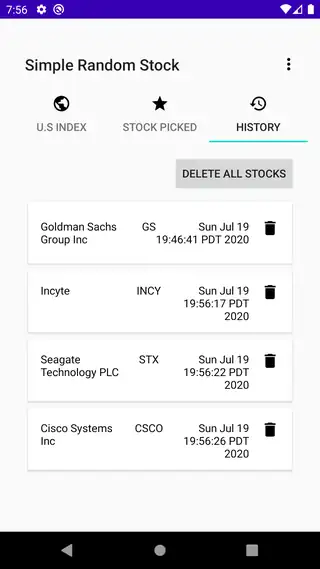 7:56
Simple Random Stock
U.S INDEX
STOCK PICKED
HISTORY
DELETE ALL STOCKS
Goldman Sachs GS Sun Jul 19
Group Inc 19:46:41 PDT 2020
Incyte INCY Sun Jul 19
19:56:17 PDT
2020
Seagate STX Sun Jul 19
Technology PLC 19:56:22 PDT
2020
Cisco Systems CSCO Sun Jul 19
Inc 19:56:26 PDT
2020